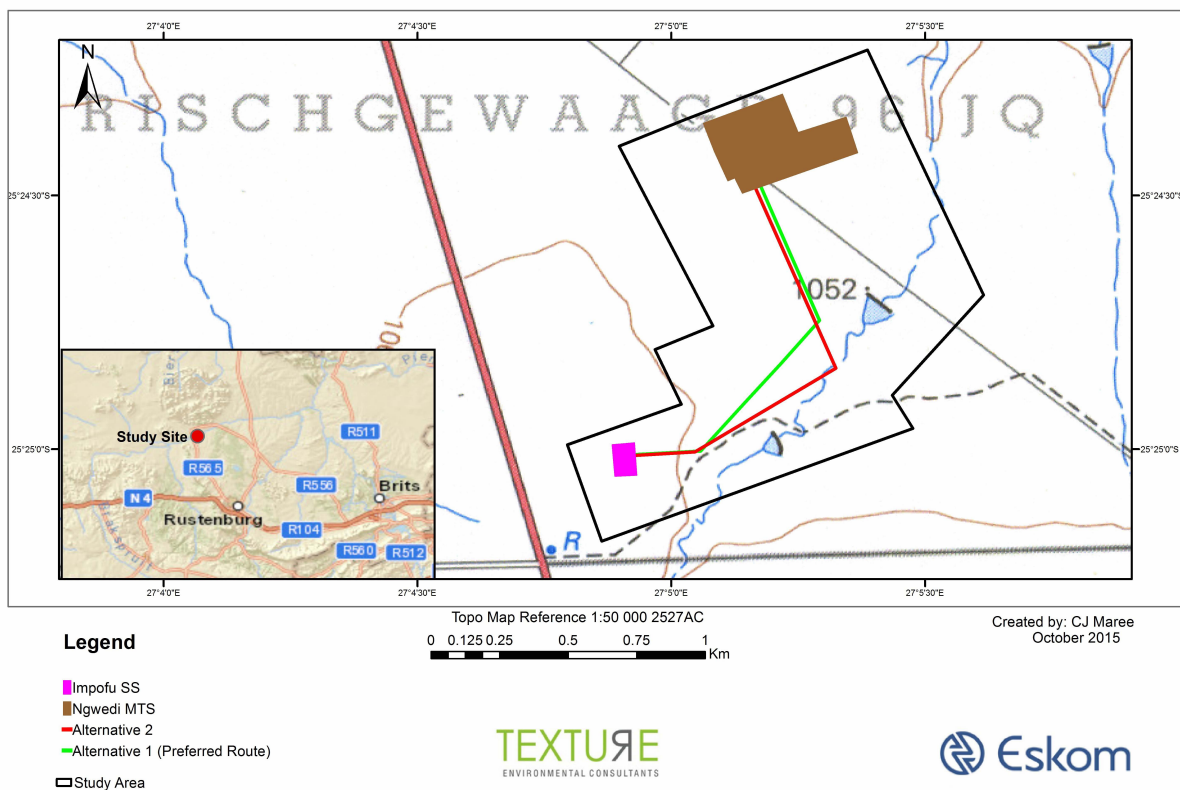 27°4'0"E 27°4'30"E 27°5'0"E 27°5'30"E
N
RISCHGEWAAGD 96 JQ
25°24'30"S 25°24'30"S
1052
Study Site
R511
R565
R556
Brits
N4
Rustenburg
R104
R560 R512
25°25'0"S 25°25'0"S
R
27°4'0"E 27°4'30"E 27°5'0"E 27°5'30"E
Topo Map Reference 1:50 000 2527AC
0 0.125 0.25 0.5 0.75 1
Km
Created by: CJ Maree
October 2015
Legend
Impofu SS
Ngwedi MTS
Alternative 2
Alternative 1 (Preferred Route)
Study Area
TEXTURE
ENVIRONMENTAL CONSULTANTS
Eskom